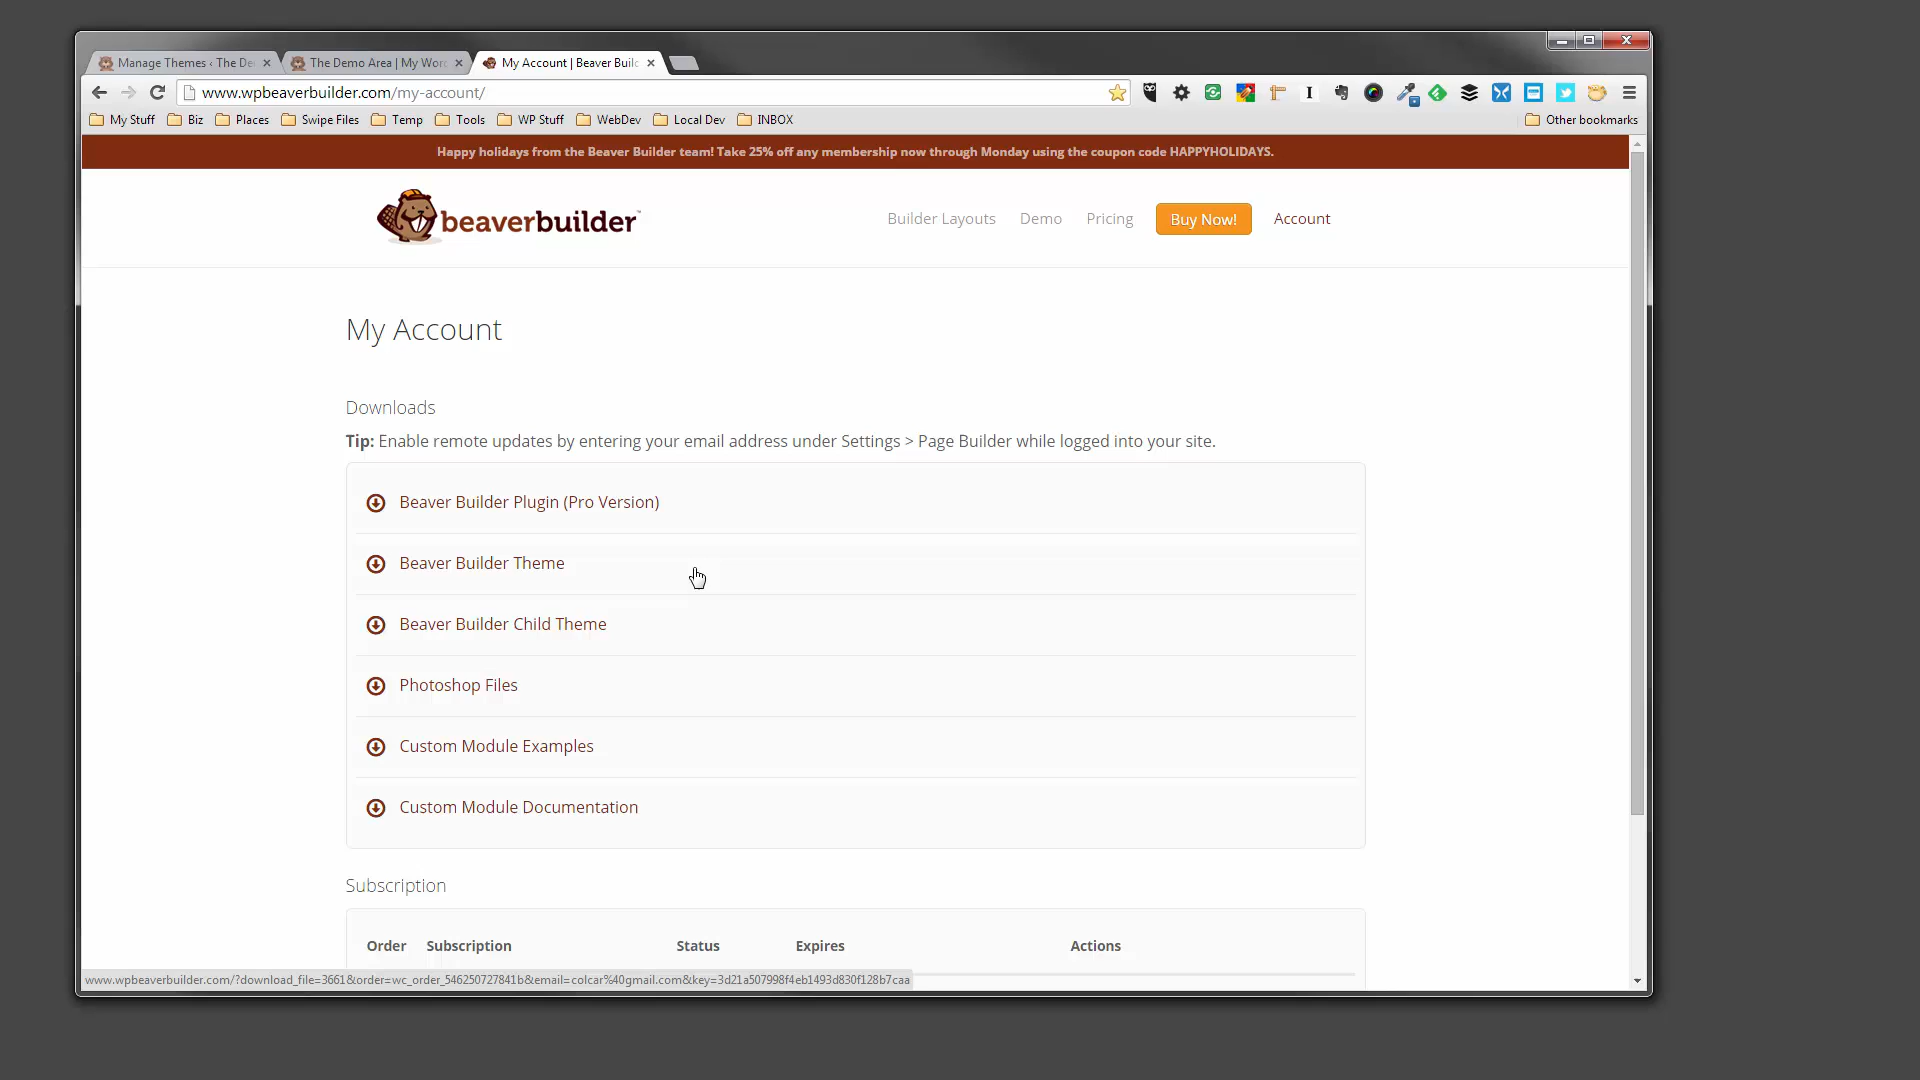 Manage Themes ‹ The De
The Demo Area | My Wor
My Account | Beaver Buil
www.wpbeaverbuilder.com/my-account/
My Stuff
Biz
Places
Swipe Files
Temp
Tools
WP Stuff
WebDev
Local Dev
INBOX
Other bookmarks
Happy holidays from the Beaver Builder team! Take 25% off any membership now through Monday using the coupon code HAPPYHOLIDAYS.
beaverbuilder™
Builder Layouts
Demo
Pricing
Buy Now!
Account
My Account
Downloads
Tip: Enable remote updates by entering your email address under Settings > Page Builder while logged into your site.
Beaver Builder Plugin (Pro Version)
Beaver Builder Theme
Beaver Builder Child Theme
Photoshop Files
Custom Module Examples
Custom Module Documentation
Subscription
Order Subscription Status Expires Actions
www.wpbeaverbuilder.com/?download_file=3661&order=wc_order_546250727841b&email=colcar%40gmail.com&key=3d21a507998f4eb1493d830f128b7caa